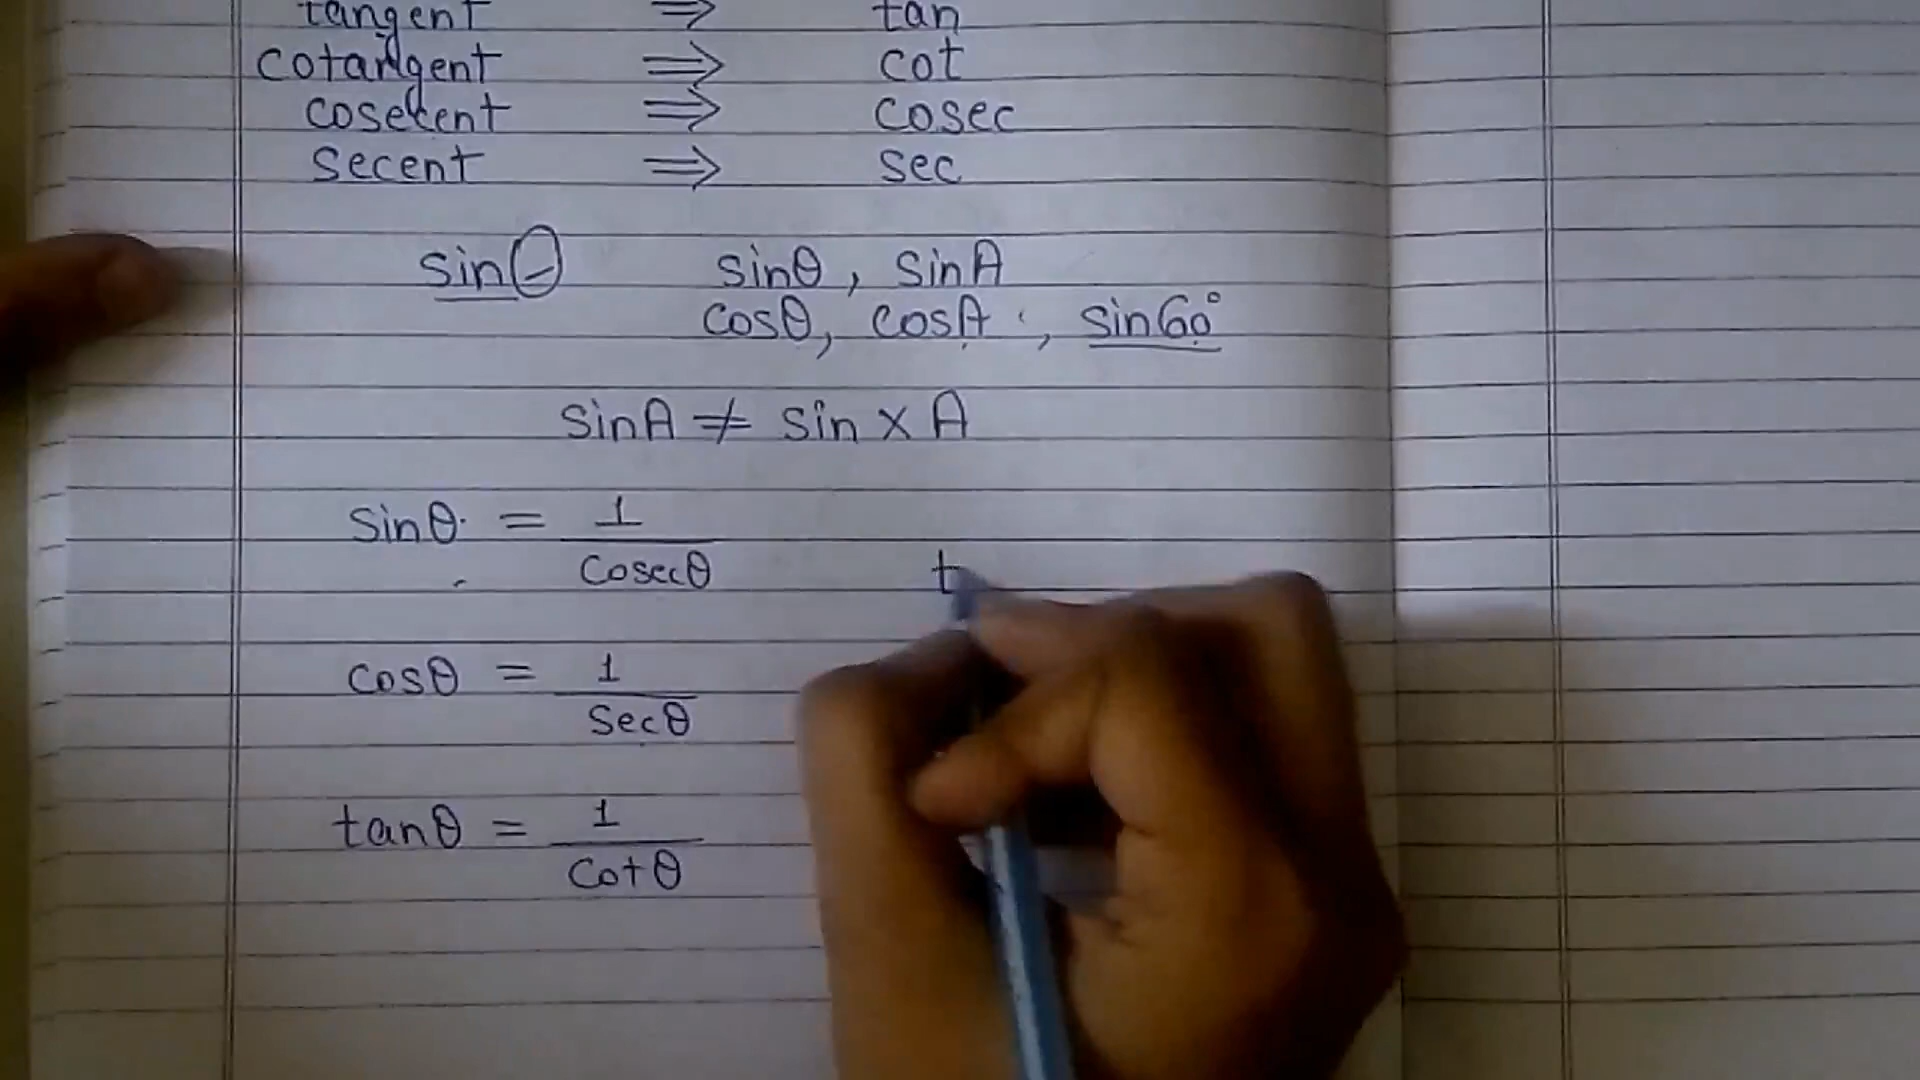 tangent ⇒ tan
cotangent ⇒ cot
cosecent ⇒ cosec
secent ⇒ sec
sinθ sinθ, sinA
cosθ, cosA, sin60°
sinA ≠ sin × A
sinθ = 1/cosecθ
t
cosθ = 1/secθ
tanθ = 1/cotθ